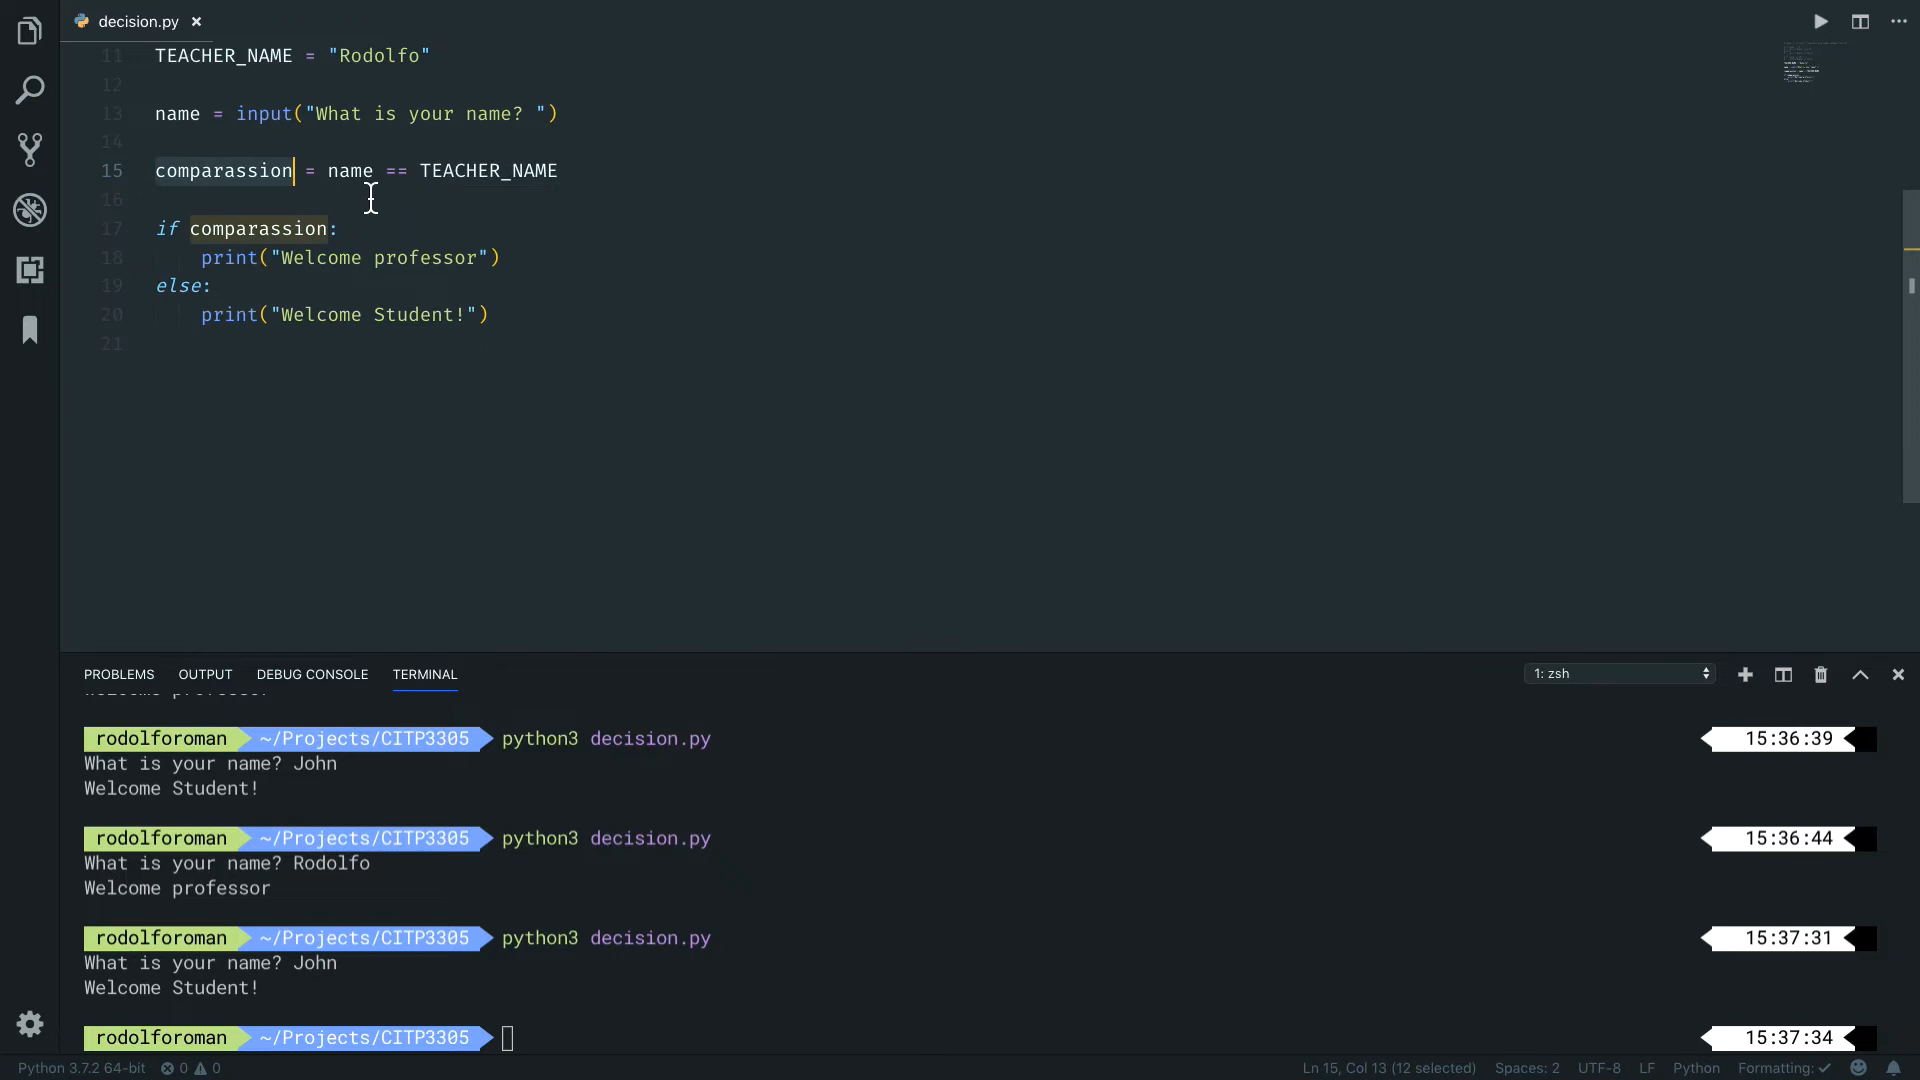 decision.py
11 TEACHER_NAME = "Rodolfo"
12
13 name = input("What is your name? ")
14
15 comparassion = name == TEACHER_NAME
16
17 if comparassion:
18 print("Welcome professor")
19 else:
20 print("Welcome Student!")
21
PROBLEMS OUTPUT DEBUG CONSOLE TERMINAL 1: zsh
rodolforoman ~/Projects/CITP3305 python3 decision.py 15:36:39
What is your name? John
Welcome Student!
rodolforoman ~/Projects/CITP3305 python3 decision.py 15:36:44
What is your name? Rodolfo
Welcome professor
rodolforoman ~/Projects/CITP3305 python3 decision.py 15:37:31
What is your name? John
Welcome Student!
rodolforoman ~/Projects/CITP3305 15:37:34
Python 3.7.2 64-bit 0 0 Ln 15, Col 13 (12 selected) Spaces: 2 UTF-8 LF Python Formatting: ✓